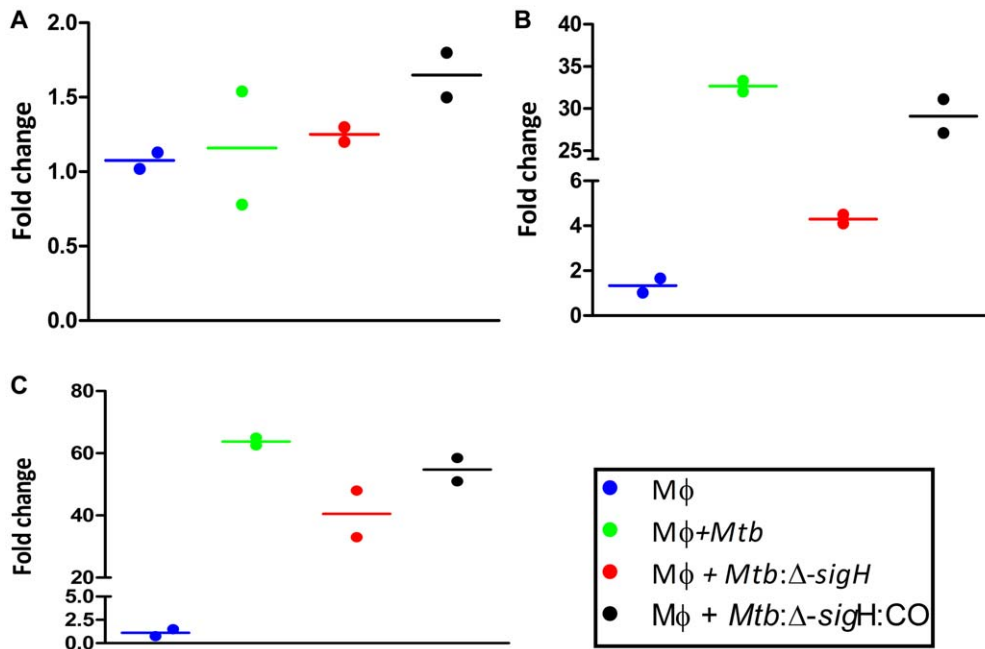 A
Fold change
2.0
1.5
1.0
0.5
0.0
B
Fold change
40
35
30
25
6
4
2
0
C
Fold change
80
60
40
20
5.0
2.5
0.0
Mϕ
Mϕ+Mtb
Mϕ + Mtb:Δ-sigH
Mϕ + Mtb:Δ-sigH:CO